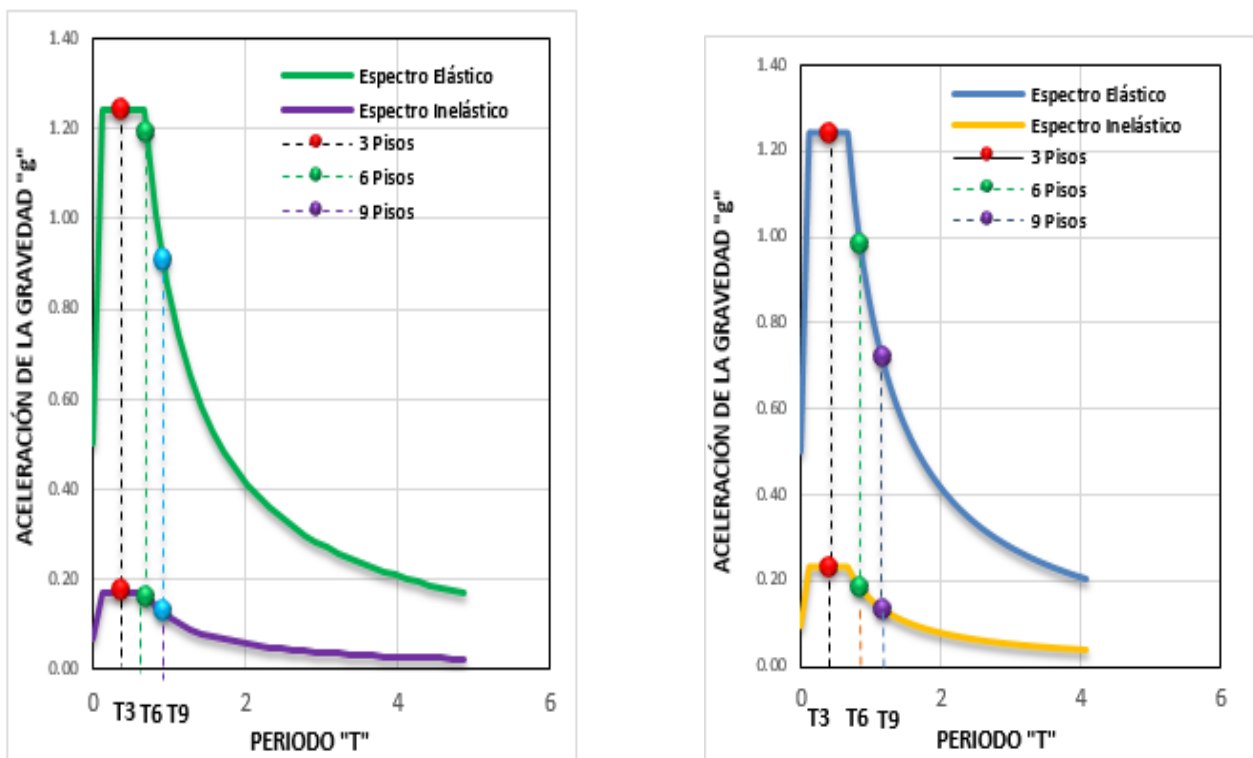 ACELERACIÓN DE LA GRAVEDAD "g"
1.40
1.20
1.00
0.80
0.60
0.40
0.20
0.00
Espectro Elástico
Espectro Inelástico
3 Pisos
6 Pisos
9 Pisos
0 2 4 6
T3 T6 T9
PERIODO "T"
ACELERACIÓN DE LA GRAVEDAD "g"
1.40
1.20
1.00
0.80
0.60
0.40
0.20
0.00
Espectro Elástico
Espectro Inelástico
3 Pisos
6 Pisos
9 Pisos
0 2 4 6
T3 T6 T9
PERIODO "T"